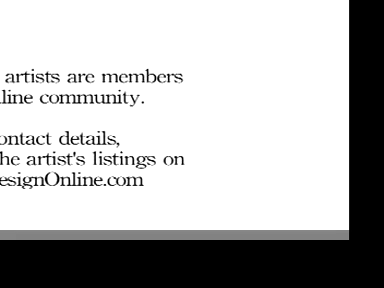 artists are members
line community.
ontact details,
he artist's listings on
esignOnline.com